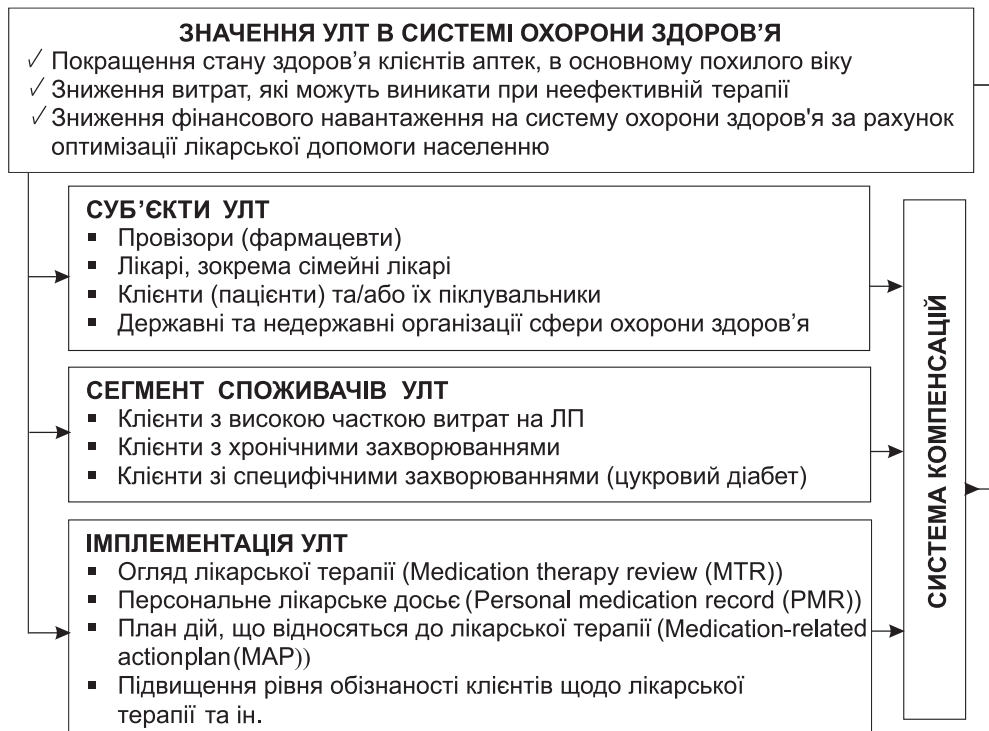 ЗНАЧЕННЯ УЛТ В СИСТЕМІ ОХОРОНИ ЗДОРОВ’Я
✓ Покращення стану здоров’я клієнтів аптек, в основному похилого віку
✓ Зниження витрат, які можуть виникати при неефективній терапії
✓ Зниження фінансового навантаження на систему охорони здоров'я за рахунок
оптимізації лікарської допомоги населенню
СУБ’ЄКТИ УЛТ
▪ Провізори (фармацевти)
▪ Лікарі, зокрема сімейні лікарі
▪ Клієнти (пацієнти) та/або їх піклувальники
▪ Державні та недержавні організації сфери охорони здоров’я
СЕГМЕНТ СПОЖИВАЧІВ УЛТ
▪ Клієнти з високою часткою витрат на ЛП
▪ Клієнти з хронічними захворюваннями
▪ Клієнти зі специфічними захворюваннями (цукровий діабет)
ІМПЛЕМЕНТАЦІЯ УЛТ
▪ Огляд лікарської терапії (Medication therapy review (MTR))
▪ Персональне лікарське досьє (Personal medication record (PMR))
▪ План дій, що відносяться до лікарської терапії (Medication-related
actionplan(MAP))
▪ Підвищення рівня обізнаності клієнтів щодо лікарської
терапії та ін.
СИСТЕМА КОМПЕНСАЦІЙ